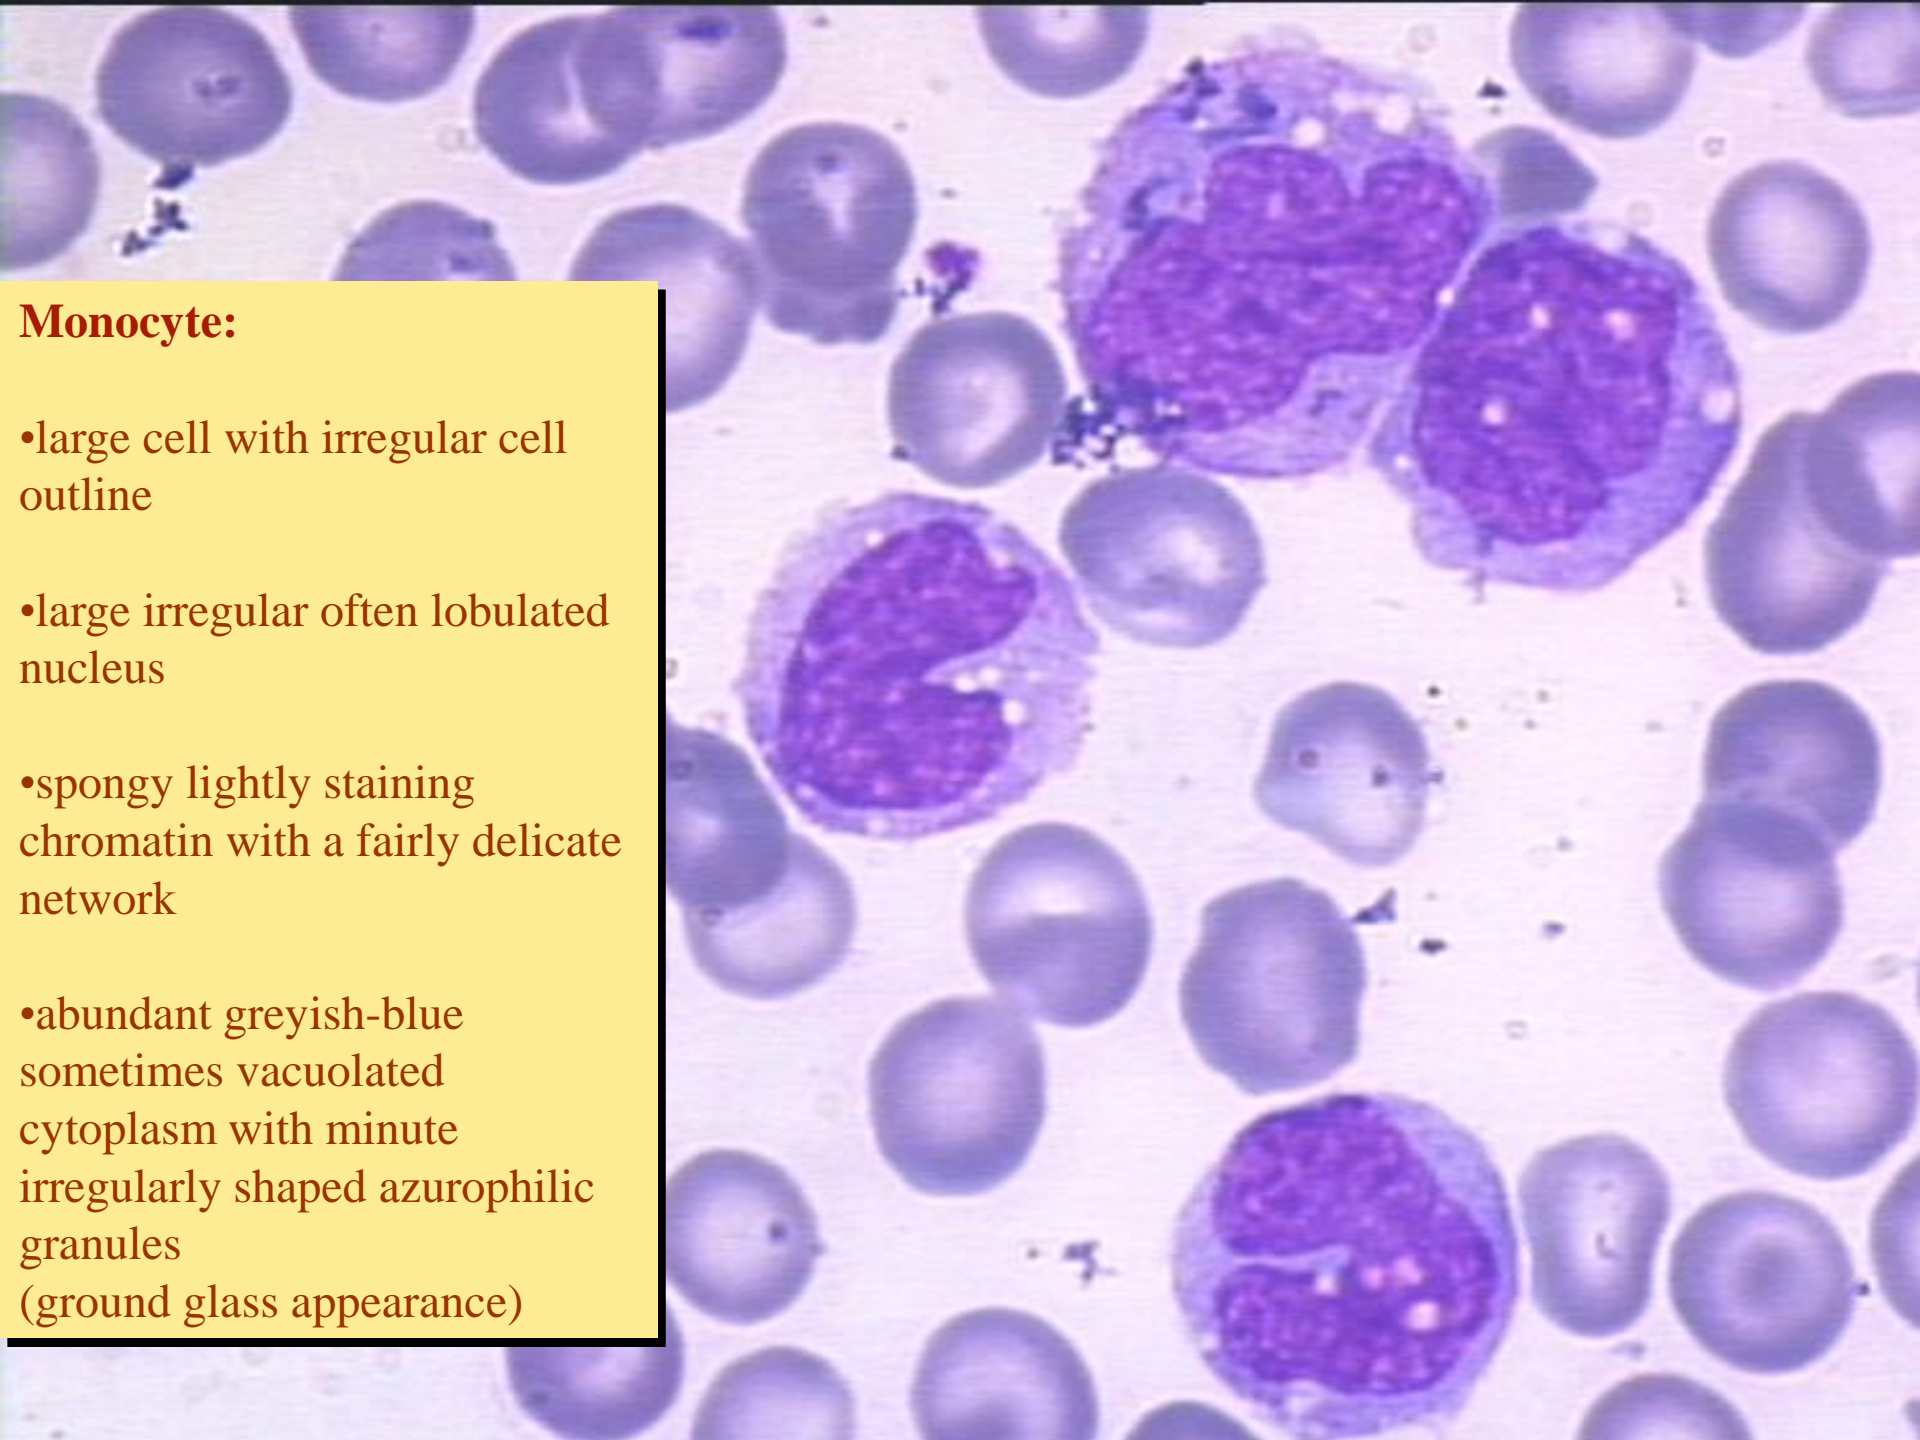 Monocyte:
•large cell with irregular cell
outline
•large irregular often lobulated
nucleus
•spongy lightly staining
chromatin with a fairly delicate
network
•abundant greyish-blue
sometimes vacuolated
cytoplasm with minute
irregularly shaped azurophilic
granules
(ground glass appearance)